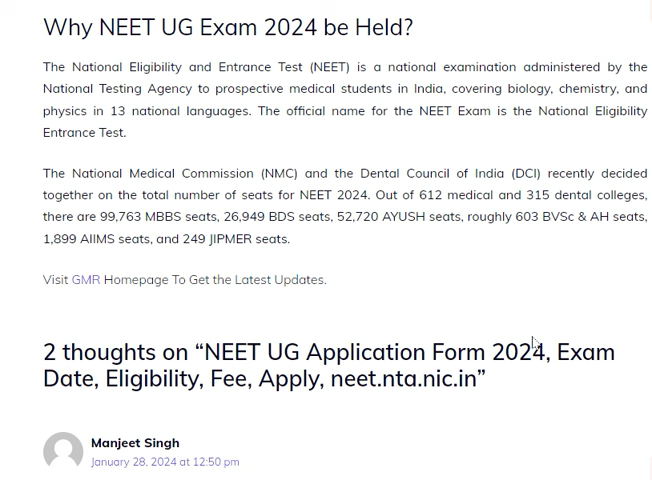 Why NEET UG Exam 2024 be Held?
The National Eligibility and Entrance Test (NEET) is a national examination administered by the
National Testing Agency to prospective medical students in India, covering biology, chemistry, and
physics in 13 national languages. The official name for the NEET Exam is the National Eligibility
Entrance Test.
The National Medical Commission (NMC) and the Dental Council of India (DCI) recently decided
together on the total number of seats for NEET 2024. Out of 612 medical and 315 dental colleges,
there are 99,763 MBBS seats, 26,949 BDS seats, 52,720 AYUSH seats, roughly 603 BVSc & AH seats,
1,899 AIIMS seats, and 249 JIPMER seats.
Visit GMR Homepage To Get the Latest Updates.
2 thoughts on “NEET UG Application Form 2024, Exam
Date, Eligibility, Fee, Apply, neet.nta.nic.in”
Manjeet Singh
January 28, 2024 at 12:50 pm